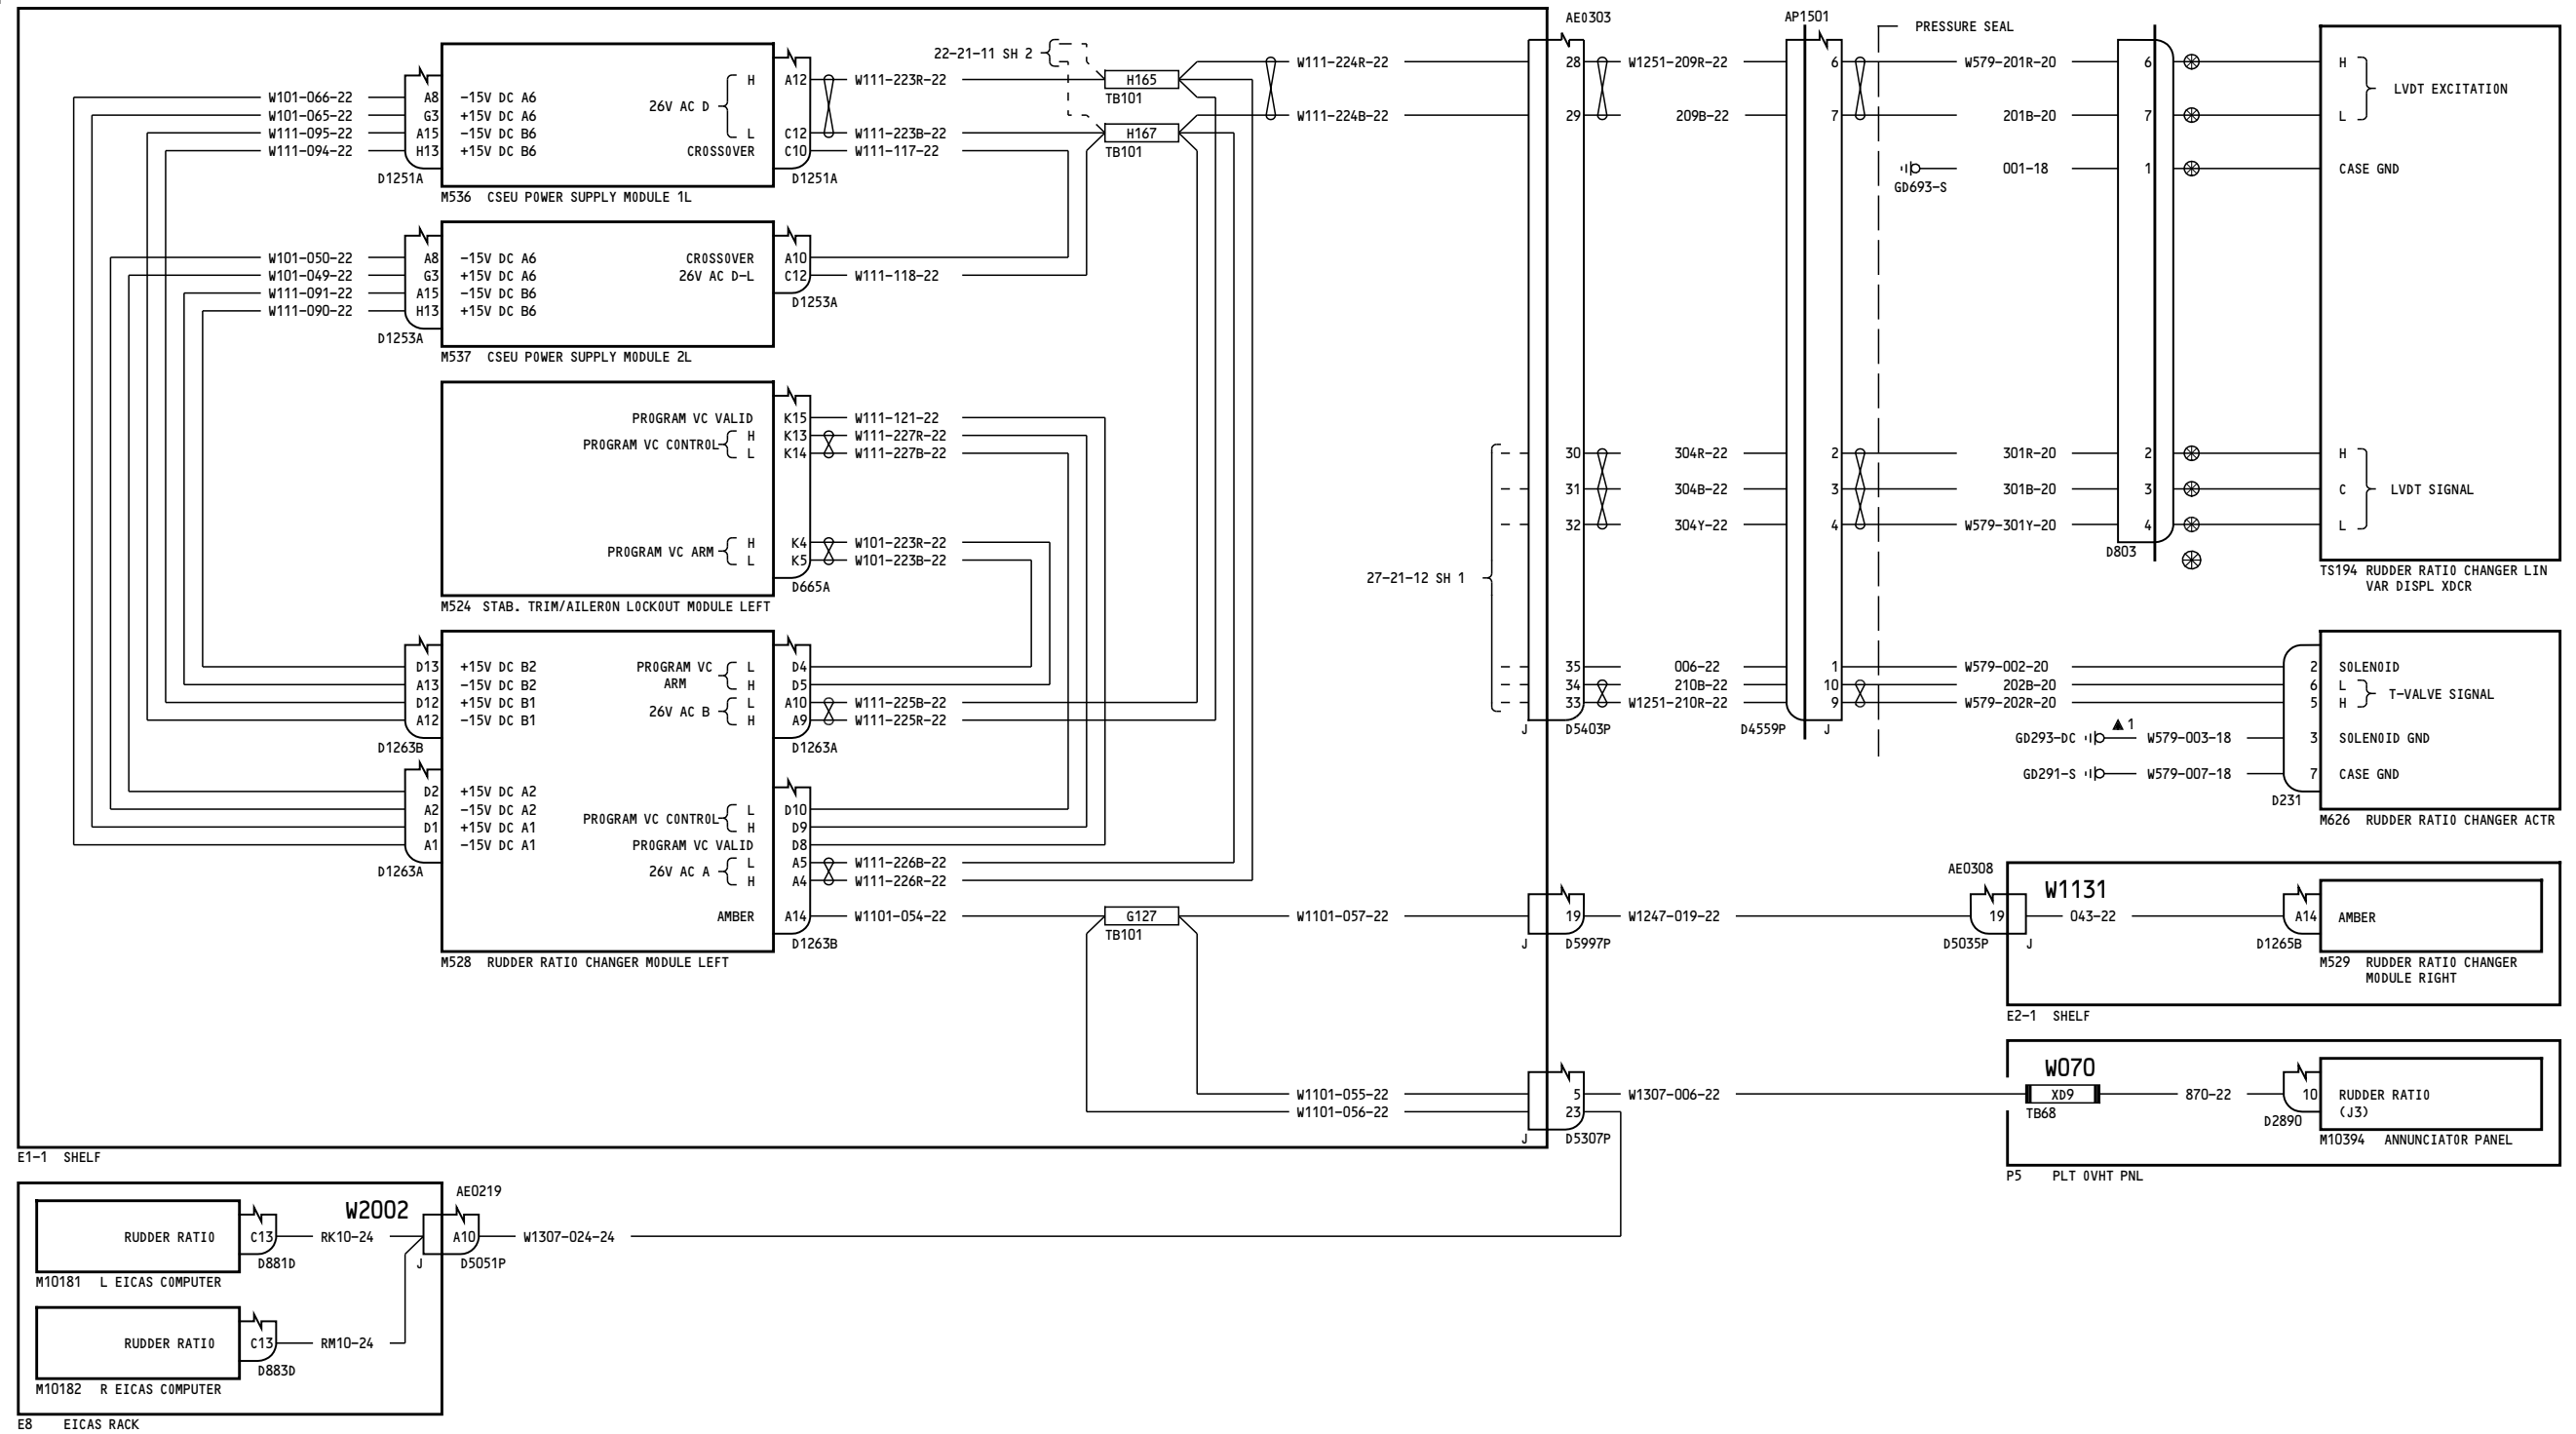 AE0303
AP1501
PRESSURE SEAL
22-21-11 SH 2
W101-066-22
W101-065-22
W111-095-22
W111-094-22
A8
G3
A15
H13
-15V DC A6
+15V DC A6
-15V DC B6
+15V DC B6
26V AC D
H
L
CROSSOVER
A12
C12
C10
W111-223R-22
W111-223B-22
W111-117-22
D1251A
D1251A
M536 CSEU POWER SUPPLY MODULE 1L
H165
TB101
H167
TB101
W111-224R-22
W111-224B-22
28
29
W1251-209R-22
209B-22
6
7
W579-201R-20
201B-20
GD693-S
001-18
6
7
1
H
L
LVDT EXCITATION
CASE GND
W101-050-22
W101-049-22
W111-091-22
W111-090-22
A8
G3
A15
H13
-15V DC A6
+15V DC A6
-15V DC B6
+15V DC B6
CROSSOVER
26V AC D-L
A10
C12
W111-118-22
D1253A
D1253A
M537 CSEU POWER SUPPLY MODULE 2L
PROGRAM VC VALID
PROGRAM VC CONTROL
H
L
K15
K13
K14
W111-121-22
W111-227R-22
W111-227B-22
PROGRAM VC ARM
H
L
K4
K5
W101-223R-22
W101-223B-22
D665A
M524 STAB. TRIM/AILERON LOCKOUT MODULE LEFT
27-21-12 SH 1
30
31
32
304R-22
304B-22
304Y-22
2
3
4
301R-20
301B-20
W579-301Y-20
2
3
4
D803
H
C
L
LVDT SIGNAL
TS194 RUDDER RATIO CHANGER LIN
VAR DISPL XDCR
D13
A13
D12
A12
+15V DC B2
-15V DC B2
+15V DC B1
-15V DC B1
D1263B
PROGRAM VC
ARM
L
H
26V AC B
L
H
D4
D5
A10
A9
W111-225B-22
W111-225R-22
D1263A
35
34
33
J
D5403P
006-22
210B-22
W1251-210R-22
D4559P
J
1
10
9
W579-002-20
202B-20
W579-202R-20
▲ 1
GD293-DC
W579-003-18
GD291-S
W579-007-18
2
6
5
3
7
D231
SOLENOID
L
H
T-VALVE SIGNAL
SOLENOID GND
CASE GND
M626 RUDDER RATIO CHANGER ACTR
D2
A2
D1
A1
+15V DC A2
-15V DC A2
+15V DC A1
-15V DC A1
D1263A
PROGRAM VC CONTROL
L
H
PROGRAM VC VALID
26V AC A
L
H
AMBER
D10
D9
D8
A5
A4
A14
W111-226B-22
W111-226R-22
W1101-054-22
D1263B
M528 RUDDER RATIO CHANGER MODULE LEFT
G127
TB101
W1101-057-22
19
J
D5997P
W1247-019-22
AE0308
19
D5035P
J
W1131
043-22
A14
D1265B
AMBER
M529 RUDDER RATIO CHANGER
MODULE RIGHT
E2-1 SHELF
W1101-055-22
W1101-056-22
5
23
J
D5307P
W1307-006-22
W070
XD9
TB68
870-22
10
D2890
RUDDER RATIO
(J3)
M10394 ANNUNCIATOR PANEL
P5 PLT OVHT PNL
E1-1 SHELF
AE0219
W2002
RUDDER RATIO
C13
RK10-24
A10
W1307-024-24
D881D
J
D5051P
M10181 L EICAS COMPUTER
RUDDER RATIO
C13
RM10-24
D883D
M10182 R EICAS COMPUTER
E8 EICAS RACK